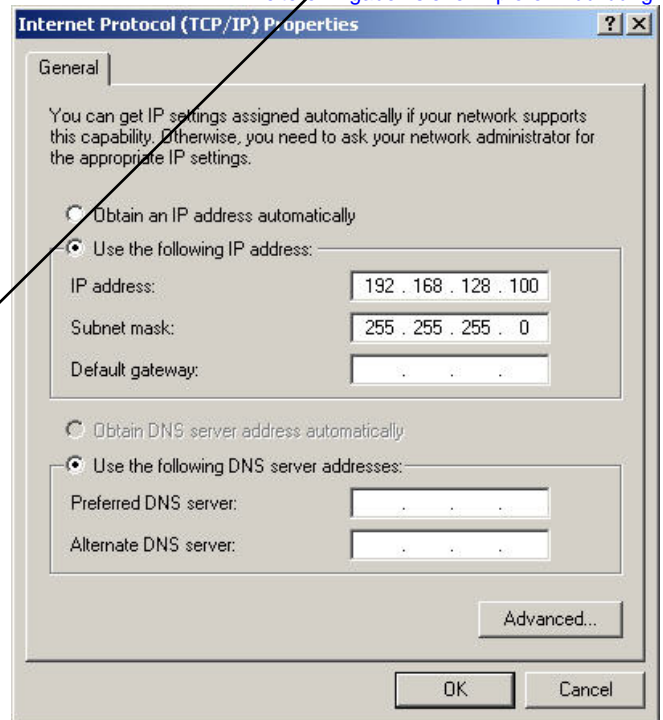 Internet Protocol (TCP/IP) Properties
General
You can get IP settings assigned automatically if your network supports
this capability. Otherwise, you need to ask your network administrator for
the appropriate IP settings.
Obtain an IP address automatically
Use the following IP address:
IP address: 192 . 168 . 128 . 100
Subnet mask: 255 . 255 . 255 . 0
Default gateway: . . .
Obtain DNS server address automatically
Use the following DNS server addresses:
Preferred DNS server: . . .
Alternate DNS server: . . .
Advanced...
OK Cancel